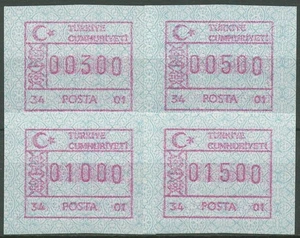 TÜRKİYE
CUMHURİYETİ
00300
34 POSTA 01
TÜRKİYE
CUMHURİYETİ
00500
34 POSTA 01
TÜRKİYE
CUMHURİYETİ
01000
34 POSTA 01
TÜRKİYE
CUMHURİYETİ
01500
34 POSTA 01